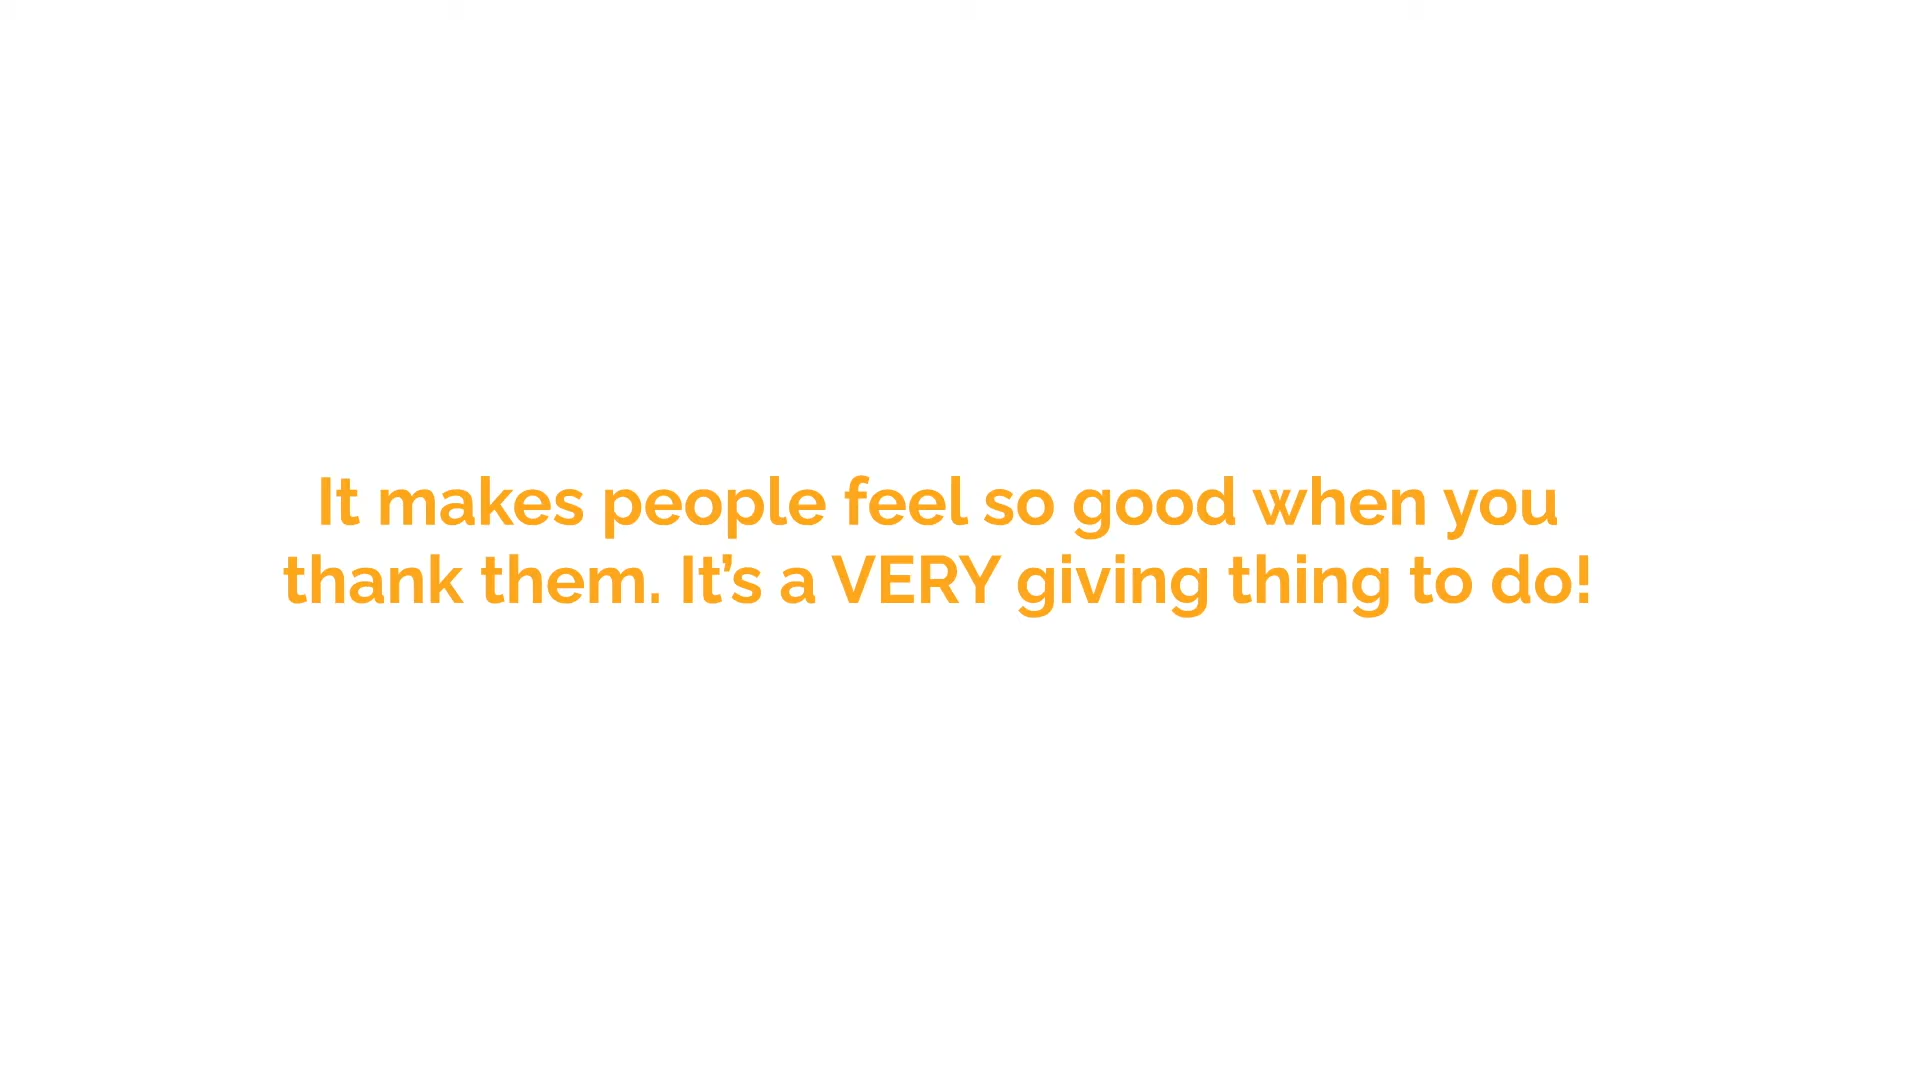 It makes people feel so good when you
thank them. It’s a VERY giving thing to do!